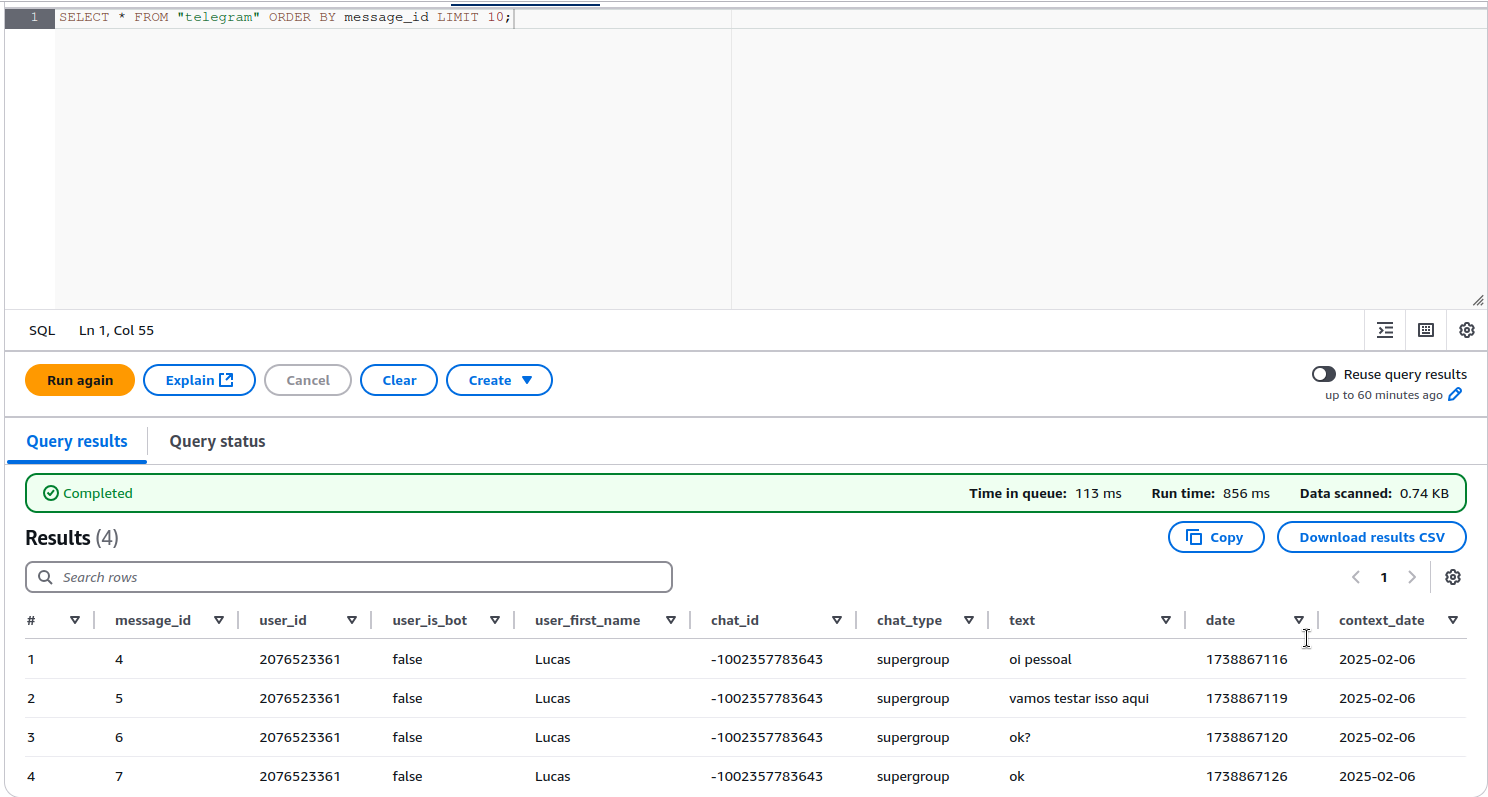 1 SELECT * FROM "telegram" ORDER BY message_id LIMIT 10;
SQL Ln 1, Col 55
Run again Explain Cancel Clear Create Reuse query results
up to 60 minutes ago
Query results Query status
Completed Time in queue: 113 ms Run time: 856 ms Data scanned: 0.74 KB
Results (4) Copy Download results CSV
Search rows 1
# message_id user_id user_is_bot user_first_name chat_id chat_type text date context_date
1 4 2076523361 false Lucas -1002357783643 supergroup oi pessoal 1738867116 2025-02-06
2 5 2076523361 false Lucas -1002357783643 supergroup vamos testar isso aqui 1738867119 2025-02-06
3 6 2076523361 false Lucas -1002357783643 supergroup ok? 1738867120 2025-02-06
4 7 2076523361 false Lucas -1002357783643 supergroup ok 1738867126 2025-02-06